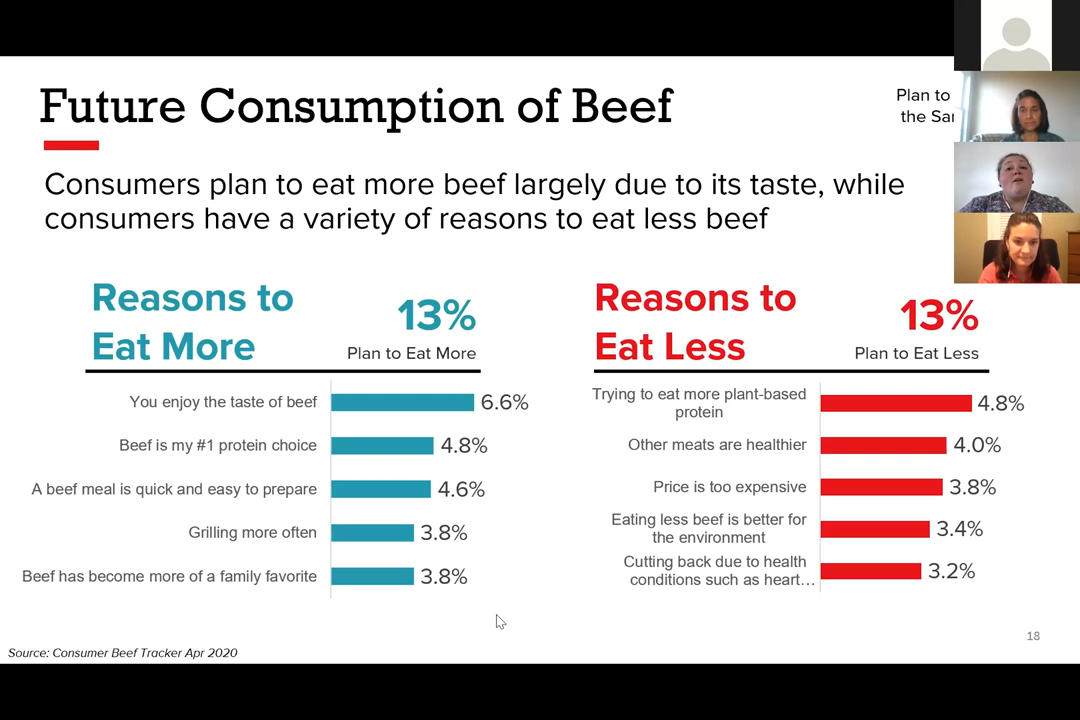 Future Consumption of Beef
Plan to
the
Consumers plan to eat more beef largely due to its taste, while
consumers have a variety of reasons to eat less beef
Reasons to
Eat More
13%
Plan to Eat More
You enjoy the taste of beef
6.6%
Beef is my #1 protein choice
4.8%
A beef meal is quick and easy to prepare
4.6%
Grilling more often
3.8%
Beef has become more of a family favorite
3.8%
Reasons to
Eat Less
13%
Plan to Eat Less
Trying to eat more plant-based
protein
4.8%
Other meats are healthier
4.0%
Price is too expensive
3.8%
Eating less beef is better for
the environment
3.4%
Cutting back due to health
conditions such as heart…
3.2%
18
Source: Consumer Beef Tracker Apr 2020